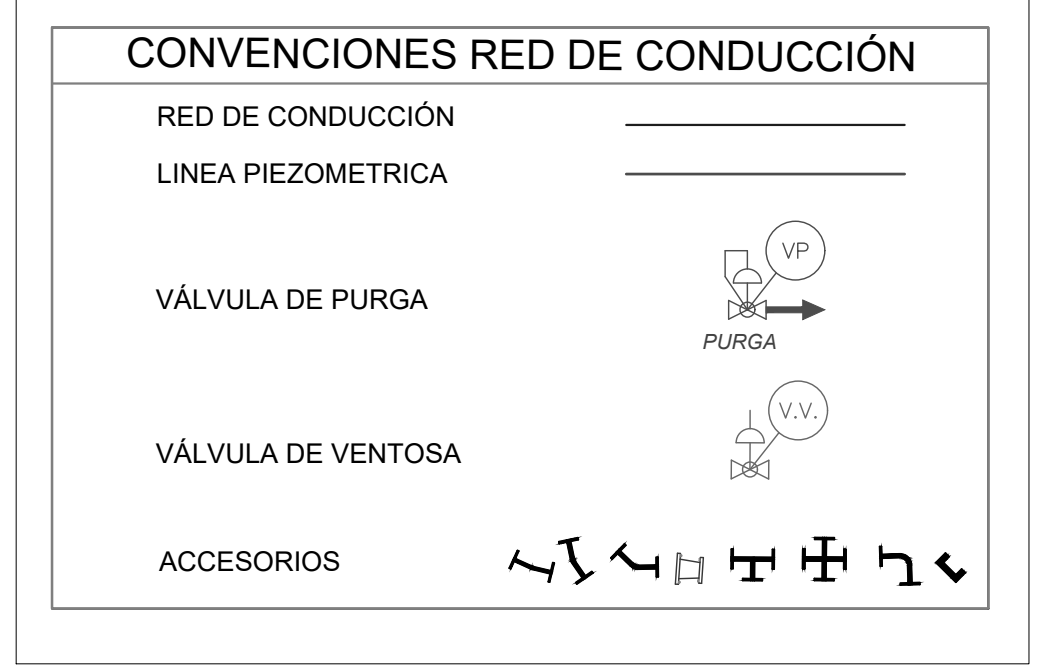 CONVENCIONES RED DE CONDUCCIÓN
RED DE CONDUCCIÓN
LINEA PIEZOMETRICA
VP
VÁLVULA DE PURGA
PURGA
V.V.
VÁLVULA DE VENTOSA
ACCESORIOS